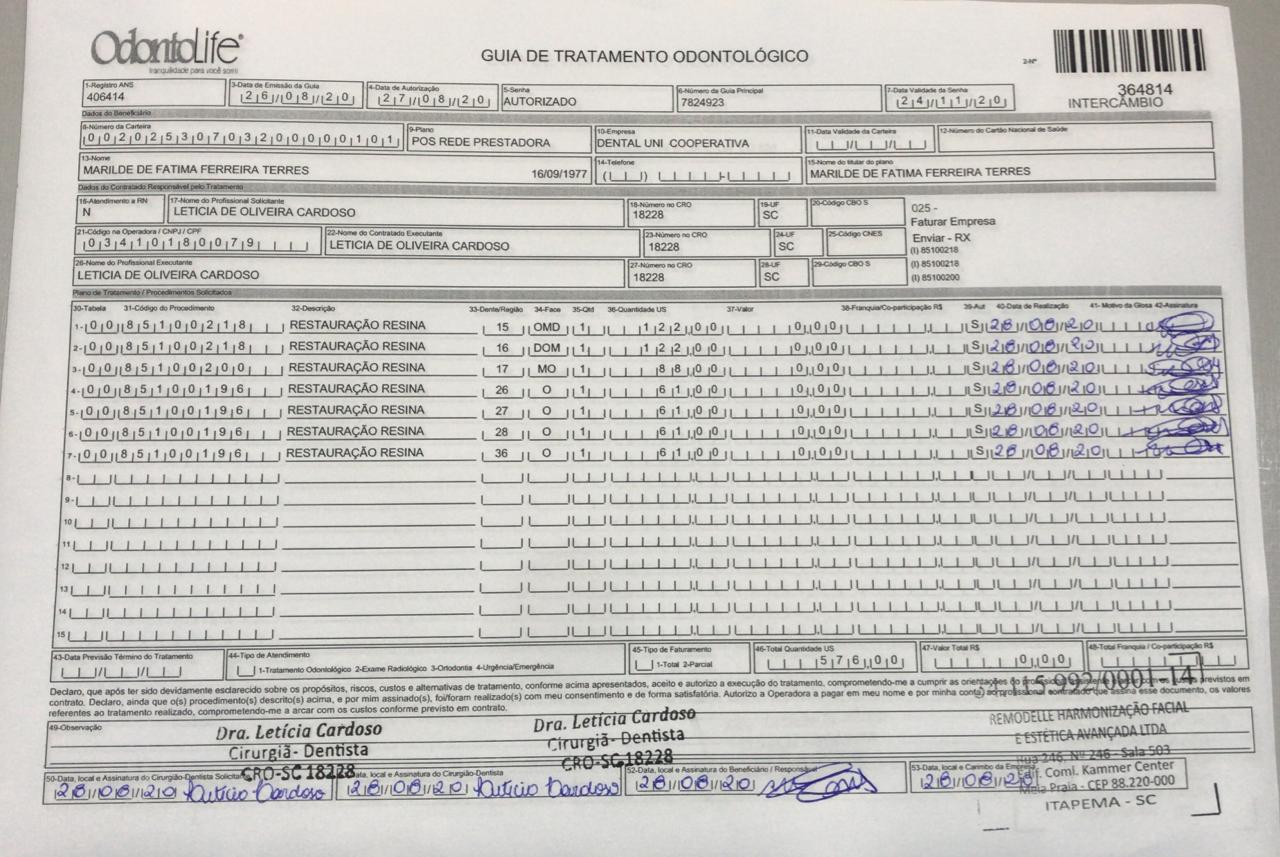 OdontoLife
tranquilidade para você sorrir
GUIA DE TRATAMENTO ODONTOLÓGICO
2-Nº
364814
INTERCÂMBIO
1-Registro ANS 3-Data de Emissão da Guia 4-Data de Autorização 5-Senha 6-Número da Guia Principal 7-Data Validade da Senha
406414 26/08/20 27/08/20 AUTORIZADO 7824923 24/11/20
Dados do Beneficiário
8-Número da Carteira 9-Plano 10-Empresa 11-Data Validade da Carteira 12-Número do Cartão Nacional de Saúde
00202530703200000101 POS REDE PRESTADORA DENTAL UNI COOPERATIVA
13-Nome 14-Telefone 15-Nome do titular do plano
MARILDE DE FATIMA FERREIRA TERRES 16/09/1977 MARILDE DE FATIMA FERREIRA TERRES
Dados do Contratado Responsável pelo Tratamento
16-Atendimento a RN 17-Nome do Profissional Solicitante 18-Número no CRO 19-UF 20-Código CBO S
N LETICIA DE OLIVEIRA CARDOSO 18228 SC
025 -
Faturar Empresa
21-Código na Operadora / CNPJ / CPF 22-Nome do Contratado Executante 23-Número no CRO 24-UF 25-Código CNES
03410180079 LETICIA DE OLIVEIRA CARDOSO 18228 SC
Enviar - RX
(I) 85100218
26-Nome do Profissional Executante 27-Número no CRO 28-UF 29-Código CBO S
LETICIA DE OLIVEIRA CARDOSO 18228 SC
(I) 85100218
(I) 85100200
Plano de Tratamento / Procedimentos Solicitados
30-Tabela 31-Código do Procedimento 32-Descrição 33-Dente/Região 34-Face 35-Qtd 36-Quantidade US 37-Valor 38-Franquia/Co-participação R$ 39-Aut 40-Data de Realização 41- Motivo da Glosa 42-Assinatura
1- 00 85100218 RESTAURAÇÃO RESINA 15 OMD 1 122,00 0,00 S 28/08/20
2- 00 85100218 RESTAURAÇÃO RESINA 16 DOM 1 122,00 0,00 S 28/08/20
3- 00 85100200 RESTAURAÇÃO RESINA 17 MO 1 88,00 0,00 S 28/08/20
4- 00 85100196 RESTAURAÇÃO RESINA 26 O 1 61,00 0,00 S 28/08/20
5- 00 85100196 RESTAURAÇÃO RESINA 27 O 1 61,00 0,00 S 28/08/20
6- 00 85100196 RESTAURAÇÃO RESINA 28 O 1 61,00 0,00 S 28/08/20
7- 00 85100196 RESTAURAÇÃO RESINA 36 O 1 61,00 0,00 S 28/08/20
8-
9-
10
11
12
13
14
15
43-Data Previsão Término do Tratamento 44-Tipo de Atendimento 45-Tipo de Faturamento 46-Total Quantidade US 47-Valor Total R$ 48-Total Franquia / Co-participação R$
1-Tratamento Odontológico 2-Exame Radiológico 3-Ortodontia 4-Urgência/Emergência 1-Total 2-Parcial 576,00 0,00
Declaro, que após ter sido devidamente esclarecido sobre os propósitos, riscos, custos e alternativas de tratamento, conforme acima apresentados, aceito e autorizo a execução do tratamento, comprometendo-me a cumprir as orientações do previstos em
contrato. Declaro, ainda que o(s) procedimento(s) descrito(s) acima, e por mim assinado(s), foi/foram realizado(s) com meu consentimento e de forma satisfatória. Autorizo a Operadora a pagar em meu nome e por minha conta, ao profissional contratado que assina esse documento, os valores
referentes ao tratamento realizado, comprometendo-me a arcar com os custos conforme previsto em contrato.
49-Observação
Dra. Letícia Cardoso
Cirurgiã- Dentista
CRO-SC 18228
Dra. Letícia Cardoso
Cirurgiã- Dentista
CRO-SC 18228
REMODELLE HARMONIZAÇÃO FACIAL
E ESTÉTICA AVANÇADA LTDA
Rua 246, Nº 246 - Sala 503
Edif. Coml. Kammer Center
Meia Praia - CEP 88.220-000
ITAPEMA - SC
50-Data, local e Assinatura do Cirurgião-Dentista Solicitante Data, local e Assinatura do Cirurgião-Dentista 52-Data, local e Assinatura do Beneficiário / Responsável 53-Data, local e Carimbo da Empresa
28/08/20 Letícia Cardoso 28/08/20 Letícia Cardoso 28/08/20 28/08/20